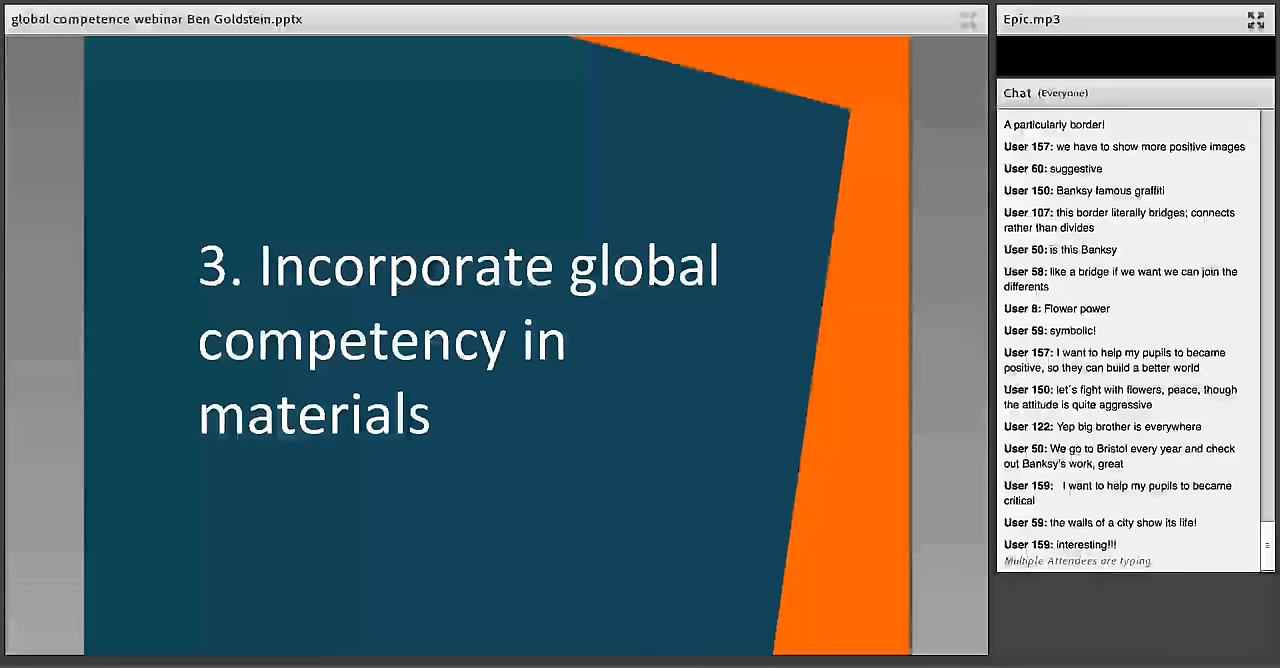 global competence webinar Ben Goldstein.pptx
3. Incorporate global
competency in
materials
Epic.mp3
Chat (Everyone)
A particularly border!
User 157: we have to show more positive images
User 60: suggestive
User 150: Banksy famous graffiti
User 107: this border literally bridges; connects
rather than divides
User 50: is this Banksy
User 58: like a bridge if we want we can join the
differents
User 8: Flower power
User 59: symbolic!
User 157: I want to help my pupils to became
positive, so they can build a better world
User 150: let´s fight with flowers, peace, though
the attitude is quite aggressive
User 122: Yep big brother is everywhere
User 50: We go to Bristol every year and check
out Banksy's work, great
User 159: I want to help my pupils to became
critical
User 59: the walls of a city show its life!
User 159: interesting!!!
Multiple Attendees are typing